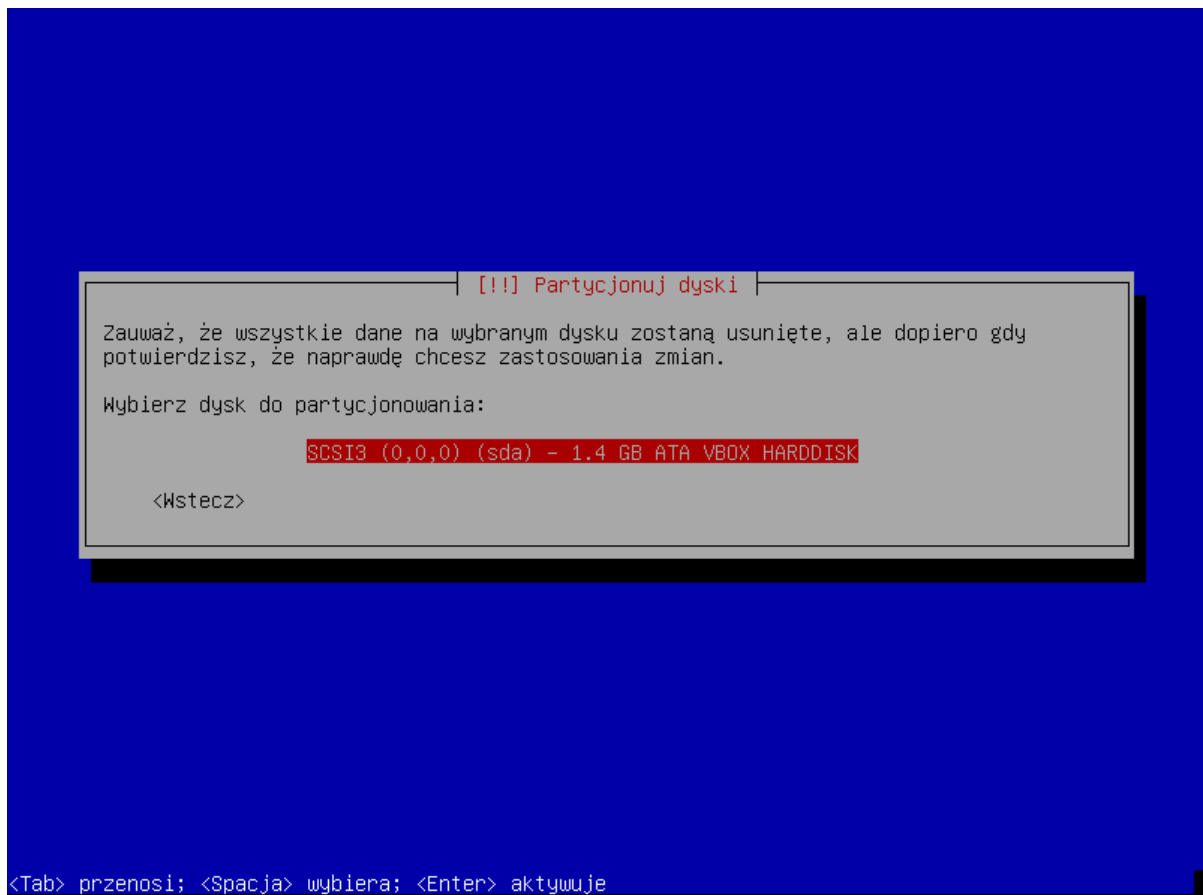 [!!] Partycjonuj dyski
Zauważ, że wszystkie dane na wybranym dysku zostaną usunięte, ale dopiero gdy
potwierdzisz, że naprawdę chcesz zastosowania zmian.
Wybierz dysk do partycjonowania:
SCSI3 (0,0,0) (sda) - 1.4 GB ATA VBOX HARDDISK
<Wstecz>
<Tab> przenosi; <Spacja> wybiera; <Enter> aktywuje